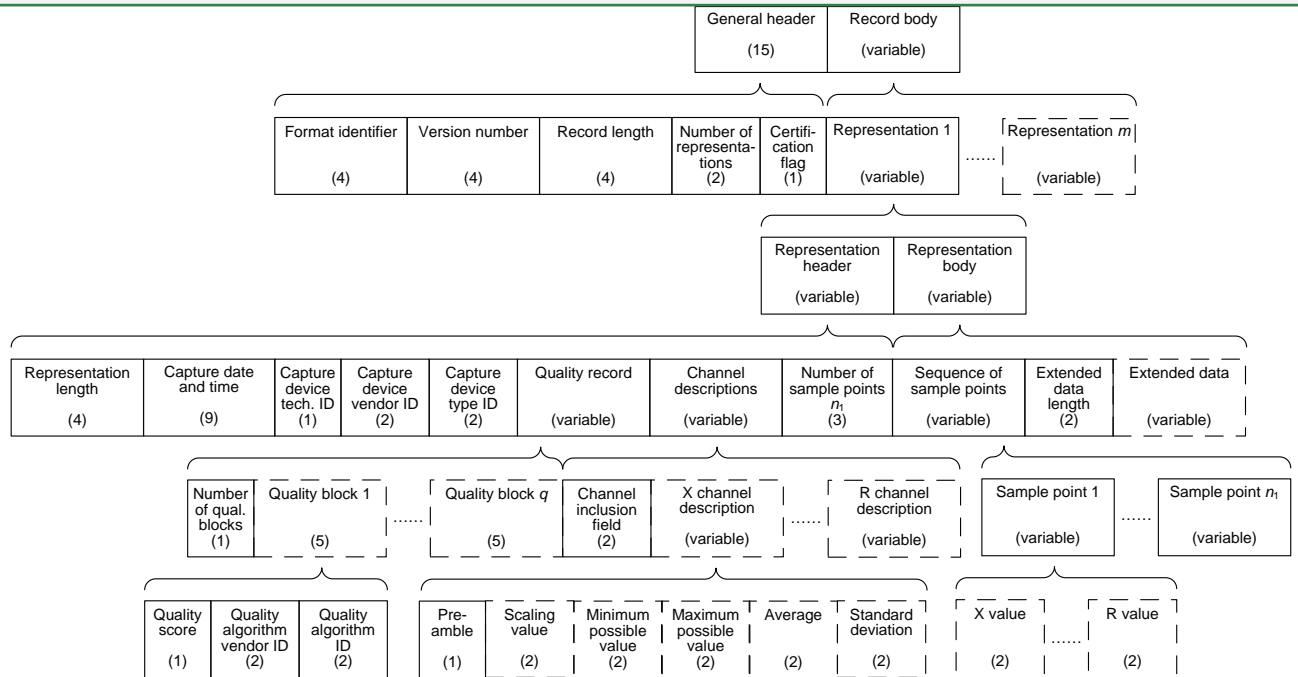 General header
(15)
Record body
(variable)
Format identifier
(4)
Version number
(4)
Record length
(4)
Number of
representa-
tions
(2)
Certifi-
cation
flag
(1)
Representation 1
(variable)
......
Representation m
(variable)
Representation
header
(variable)
Representation
body
(variable)
Representation
length
(4)
Capture date
and time
(9)
Capture
device
tech. ID
(1)
Capture
device
vendor ID
(2)
Capture
device
type ID
(2)
Quality record
(variable)
Channel
descriptions
(variable)
Number of
sample points
n₁
(3)
Sequence of
sample points
(variable)
Extended
data
length
(2)
Extended data
(variable)
Number
of qual.
blocks
(1)
Quality block 1
(5)
......
Quality block q
(5)
Channel
inclusion
field
(2)
X channel
description
(variable)
......
R channel
description
(variable)
Sample point 1
(variable)
......
Sample point n₁
(variable)
Quality
score
(1)
Quality
algorithm
vendor ID
(2)
Quality
algorithm
ID
(2)
Pre-
amble
(1)
Scaling
value
(2)
Minimum
possible
value
(2)
Maximum
possible
value
(2)
Average
(2)
Standard
deviation
(2)
X value
(2)
......
R value
(2)